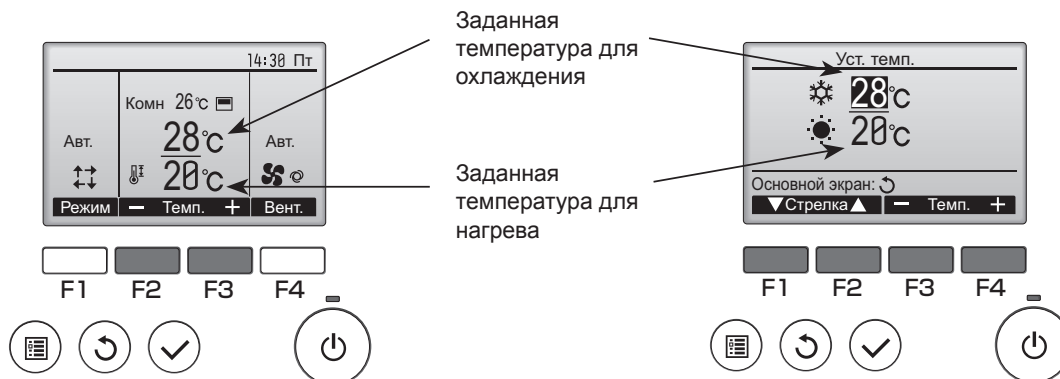 Заданная
температура для
охлаждения
14:30 Пт
Комн 26°C
28°C
Авт.
Авт.
20°C
Режим − Темп. + Вент.
F1 F2 F3 F4
Заданная
температура для
нагрева
Уст. темп.
28°C
20°C
Основной экран:
▼Стрелка▲ − Темп. +
F1 F2 F3 F4